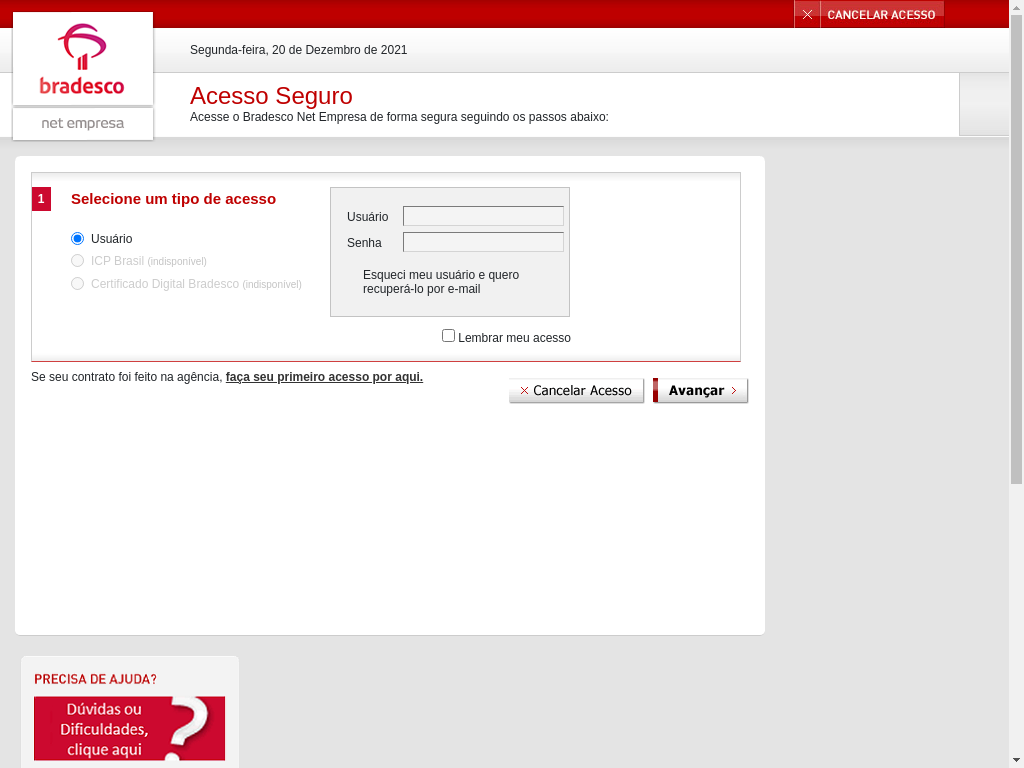 CANCELAR ACESSO
bradesco
net empresa
Segunda-feira, 20 de Dezembro de 2021
Acesso Seguro
Acesse o Bradesco Net Empresa de forma segura seguindo os passos abaixo:
1
Selecione um tipo de acesso
Usuário
ICP Brasil (indisponível)
Certificado Digital Bradesco (indisponível)
Usuário
Senha
Esqueci meu usuário e quero
recuperá-lo por e-mail
Lembrar meu acesso
Se seu contrato foi feito na agência, faça seu primeiro acesso por aqui.
Cancelar Acesso
Avançar
PRECISA DE AJUDA?
Dúvidas ou
Dificuldades,
clique aqui
?